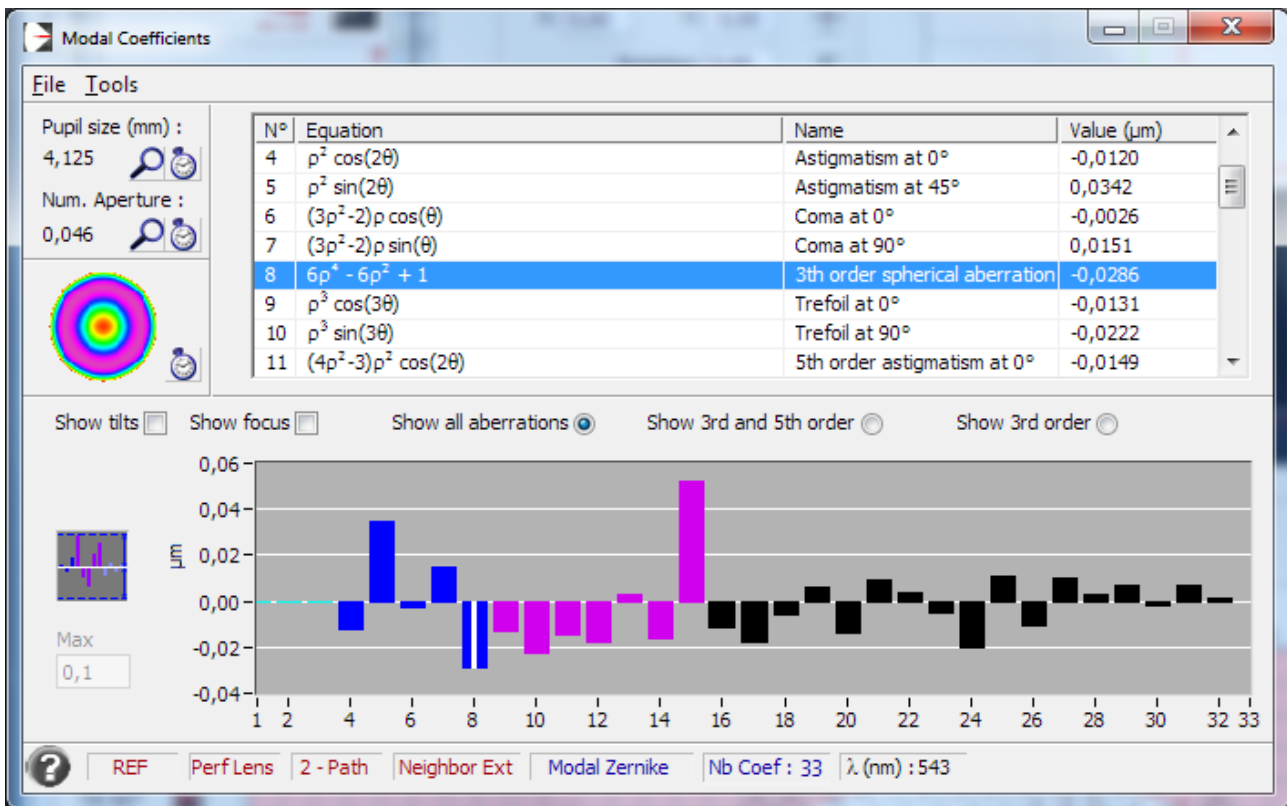 Modal Coefficients
File Tools
Pupil size (mm) :
4,125
Num. Aperture :
0,046
N° Equation Name Value (µm)
4 ρ² cos(2θ) Astigmatism at 0° -0,0120
5 ρ² sin(2θ) Astigmatism at 45° 0,0342
6 (3ρ²-2)ρ cos(θ) Coma at 0° -0,0026
7 (3ρ²-2)ρ sin(θ) Coma at 90° 0,0151
8 6ρ⁴ - 6ρ² + 1 3th order spherical aberration -0,0286
9 ρ³ cos(3θ) Trefoil at 0° -0,0131
10 ρ³ sin(3θ) Trefoil at 90° -0,0222
11 (4ρ²-3)ρ² cos(2θ) 5th order astigmatism at 0° -0,0149
Show tilts Show focus Show all aberrations Show 3rd and 5th order Show 3rd order
0,06
0,04
0,02
0,00
-0,02
-0,04
µm
Max
0,1
1 2 4 6 8 10 12 14 16 18 20 22 24 26 28 30 32 33
? REF Perf Lens 2 - Path Neighbor Ext Modal Zernike Nb Coef : 33 λ (nm) : 543